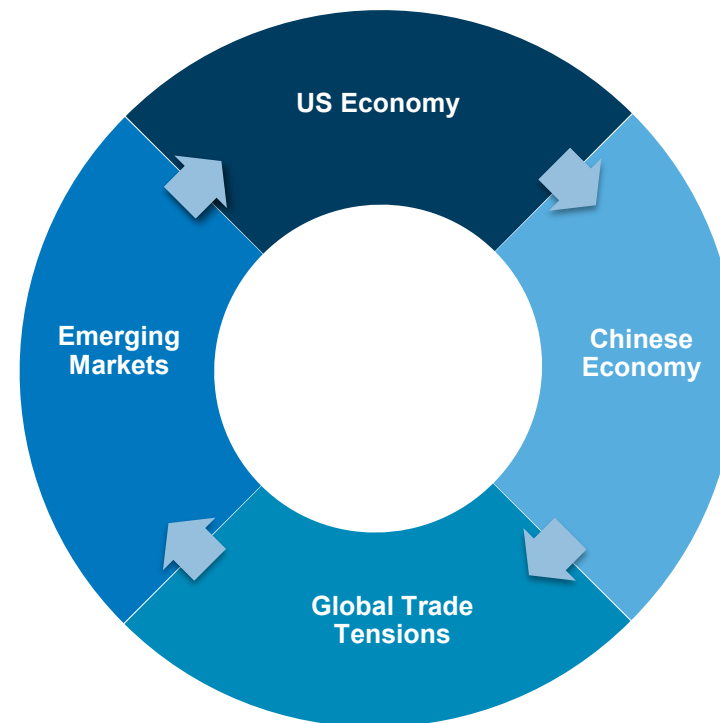 US Economy
Chinese
Economy
Global Trade
Tensions
Emerging
Markets